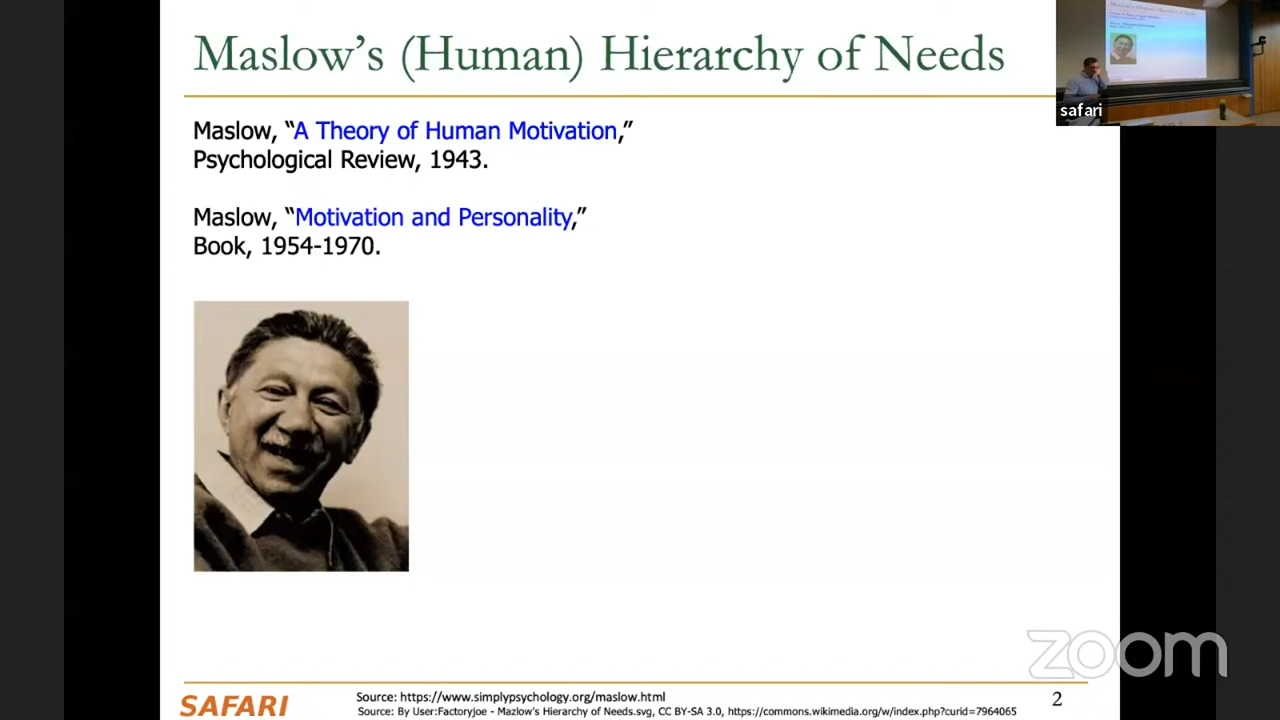 Maslow’s (Human) Hierarchy of Needs
Maslow, “A Theory of Human Motivation,”
Psychological Review, 1943.
Maslow, “Motivation and Personality,”
Book, 1954-1970.
safari
zoom
SAFARI
Source: https://www.simplypsychology.org/maslow.html
Source: By User:Factoryjoe - Mazlow's Hierarchy of Needs.svg, CC BY-SA 3.0, https://commons.wikimedia.org/w/index.php?curid=7964065
2